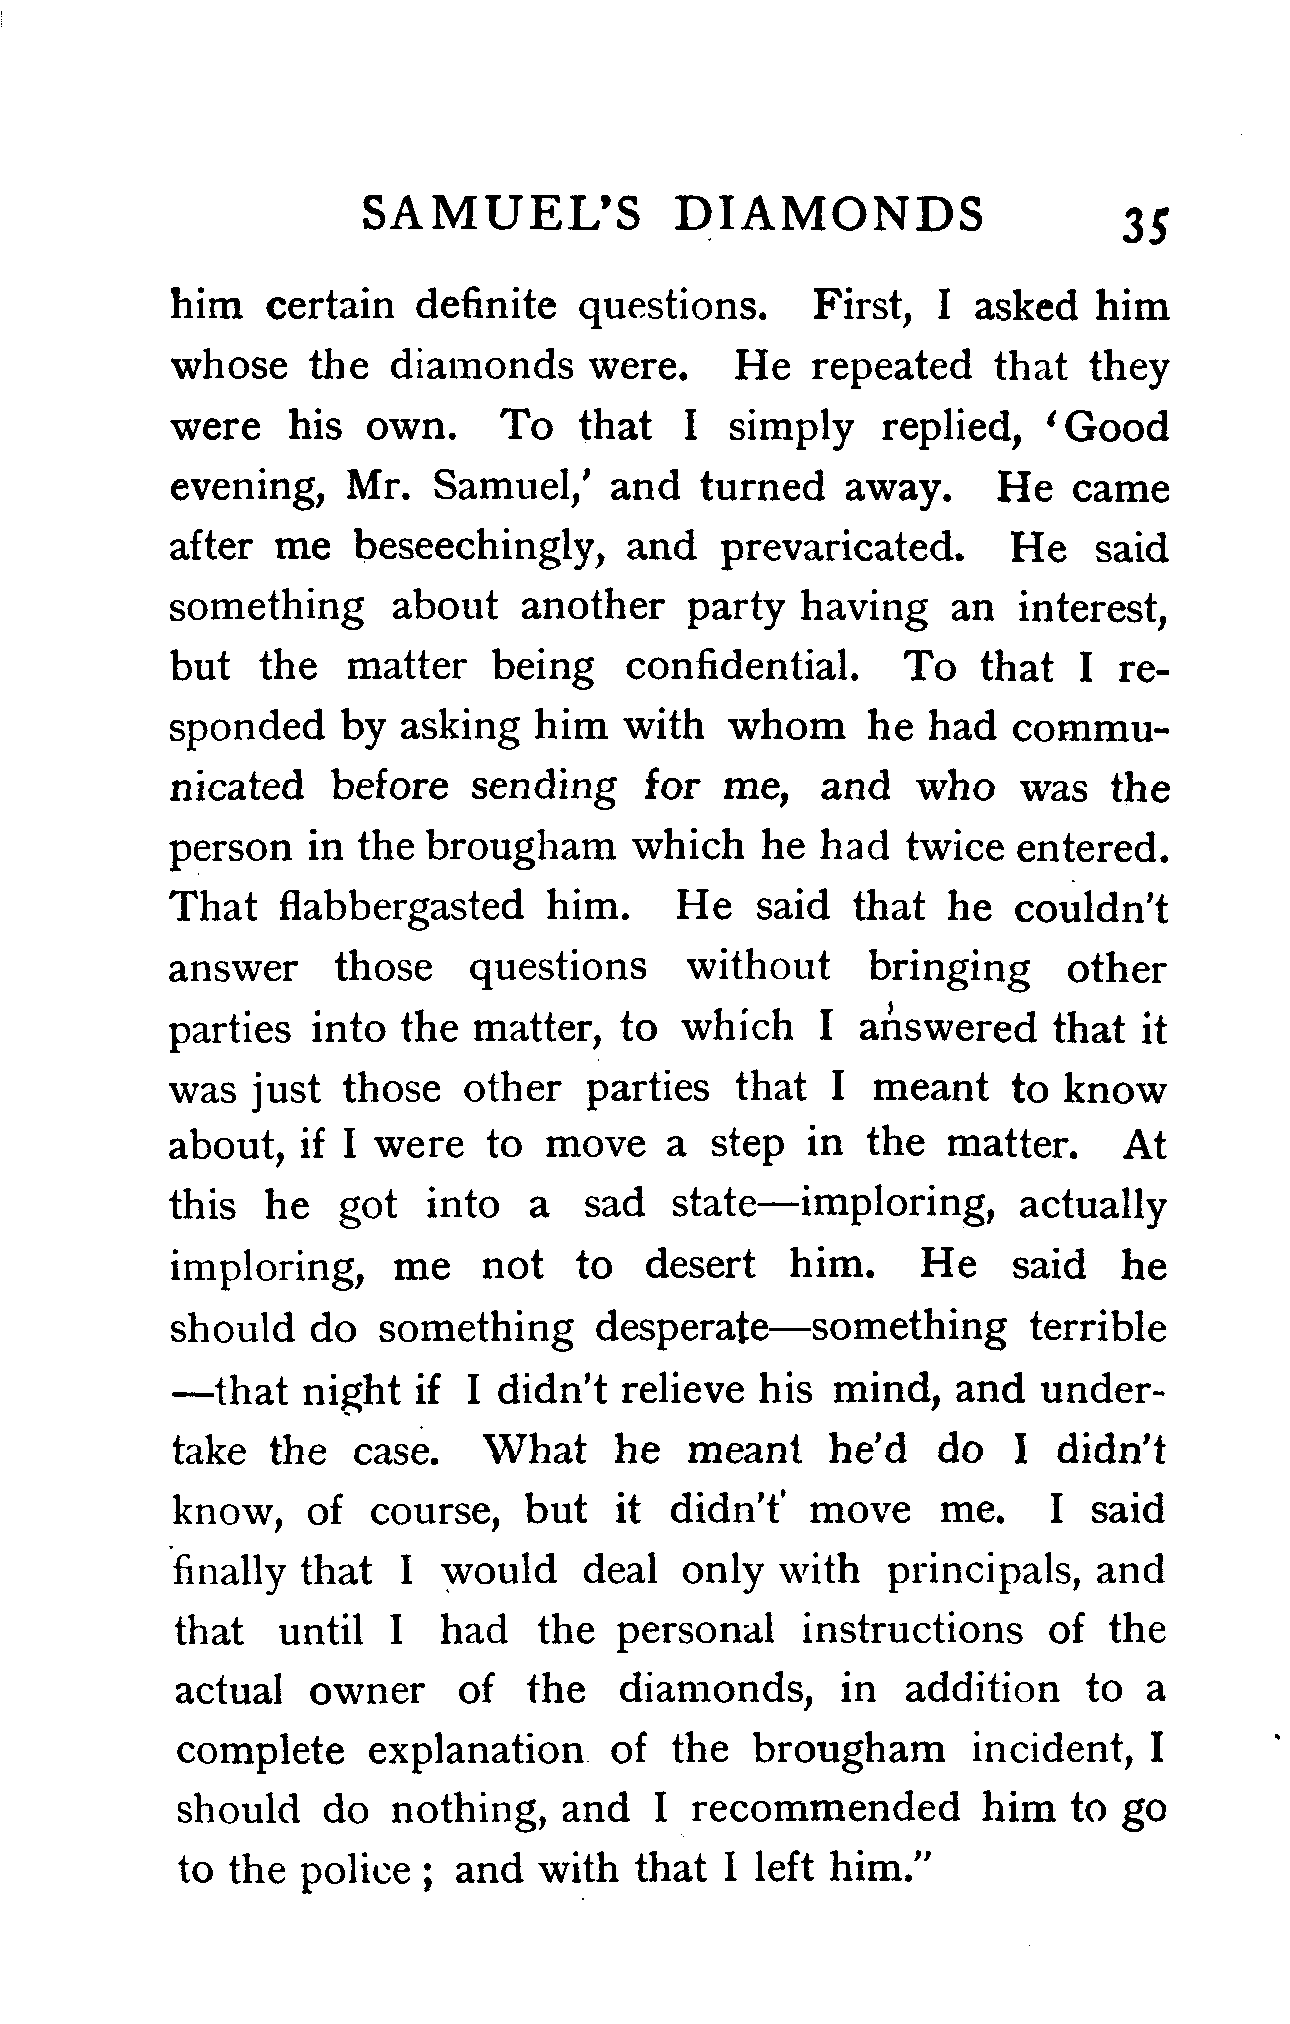 SAMUEL'S DIAMONDS 35
him certain definite questions. First, I asked him
whose the diamonds were. He repeated that they
were his own. To that I simply replied, ‘Good
evening, Mr. Samuel,’ and turned away. He came
after me beseechingly, and prevaricated. He said
something about another party having an interest,
but the matter being confidential. To that I re-
sponded by asking him with whom he had commu-
nicated before sending for me, and who was the
person in the brougham which he had twice entered.
That flabbergasted him. He said that he couldn't
answer those questions without bringing other
parties into the matter, to which I answered that it
was just those other parties that I meant to know
about, if I were to move a step in the matter. At
this he got into a sad state—imploring, actually
imploring, me not to desert him. He said he
should do something desperate—something terrible
—that night if I didn't relieve his mind, and under-
take the case. What he meant he'd do I didn't
know, of course, but it didn't move me. I said
finally that I would deal only with principals, and
that until I had the personal instructions of the
actual owner of the diamonds, in addition to a
complete explanation of the brougham incident, I
should do nothing, and I recommended him to go
to the police ; and with that I left him."